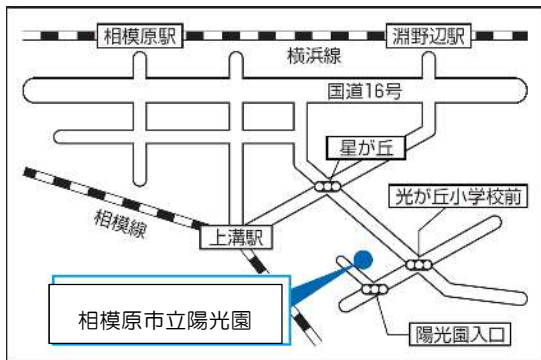 相模原駅
淵野辺駅
横浜線
国道16号
星が丘
光が丘小学校前
相模線
上溝駅
相模原市立陽光園
陽光園入口